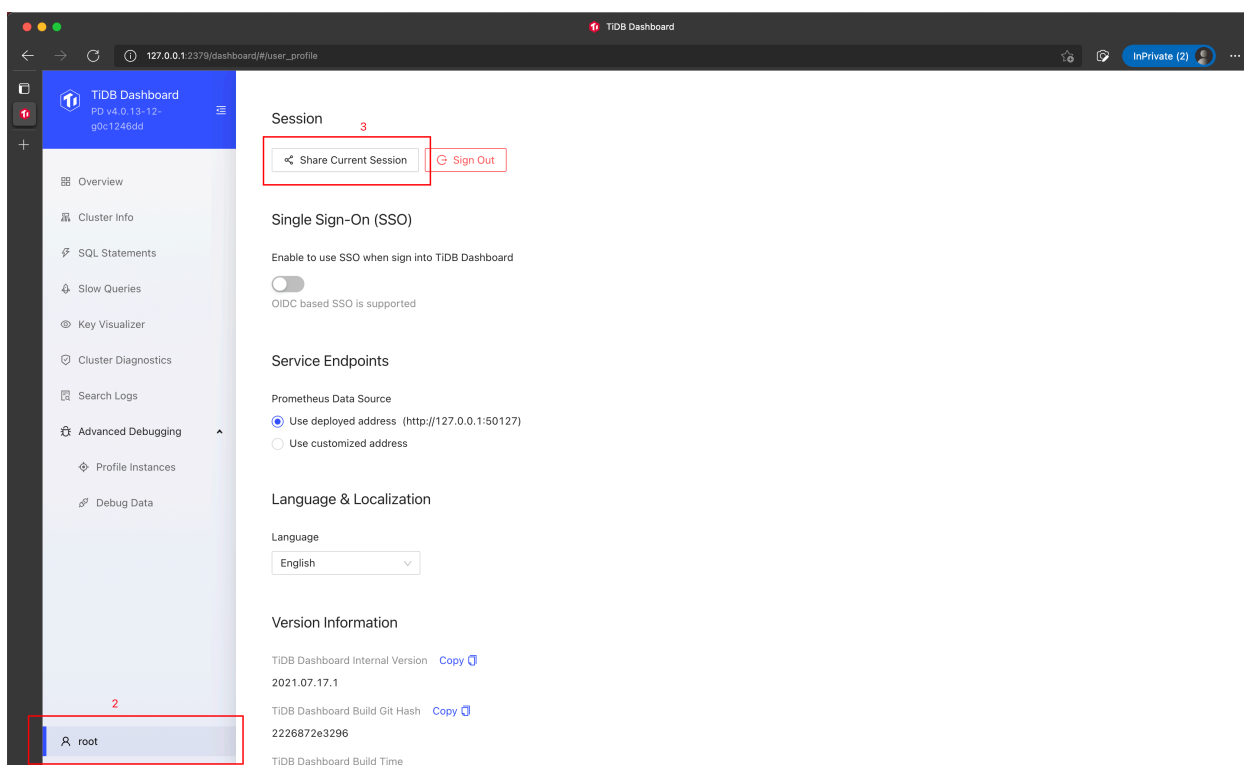 TiDB Dashboard
127.0.0.1:2379/dashboard/#/user_profile
InPrivate (2)
TiDB Dashboard
PD v4.0.13-12-
g0c1246dd
Overview
Cluster Info
SQL Statements
Slow Queries
Key Visualizer
Cluster Diagnostics
Search Logs
Advanced Debugging
Profile Instances
Debug Data
2
root
Session
3
Share Current Session
Sign Out
Single Sign-On (SSO)
Enable to use SSO when sign into TiDB Dashboard
OIDC based SSO is supported
Service Endpoints
Prometheus Data Source
Use deployed address (http://127.0.0.1:50127)
Use customized address
Language & Localization
Language
English
Version Information
TiDB Dashboard Internal Version Copy
2021.07.17.1
TiDB Dashboard Build Git Hash Copy
2226872e3296
TiDB Dashboard Build Time